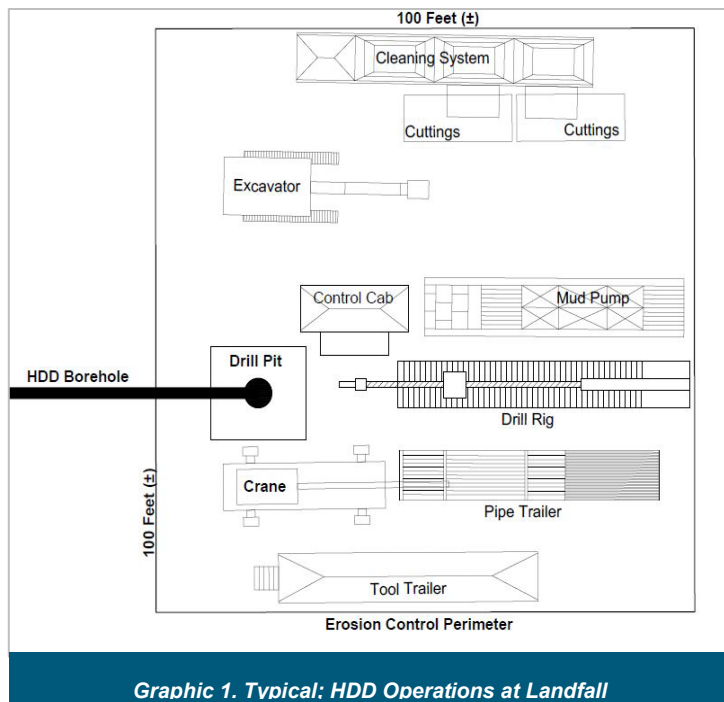 100 Feet (±)
Cleaning System
Cuttings
Cuttings
Excavator
Control Cab
Mud Pump
Drill Pit
HDD Borehole
Drill Rig
Crane
100 Feet (±)
Pipe Trailer
Tool Trailer
Erosion Control Perimeter
Graphic 1. Typical: HDD Operations at Landfall